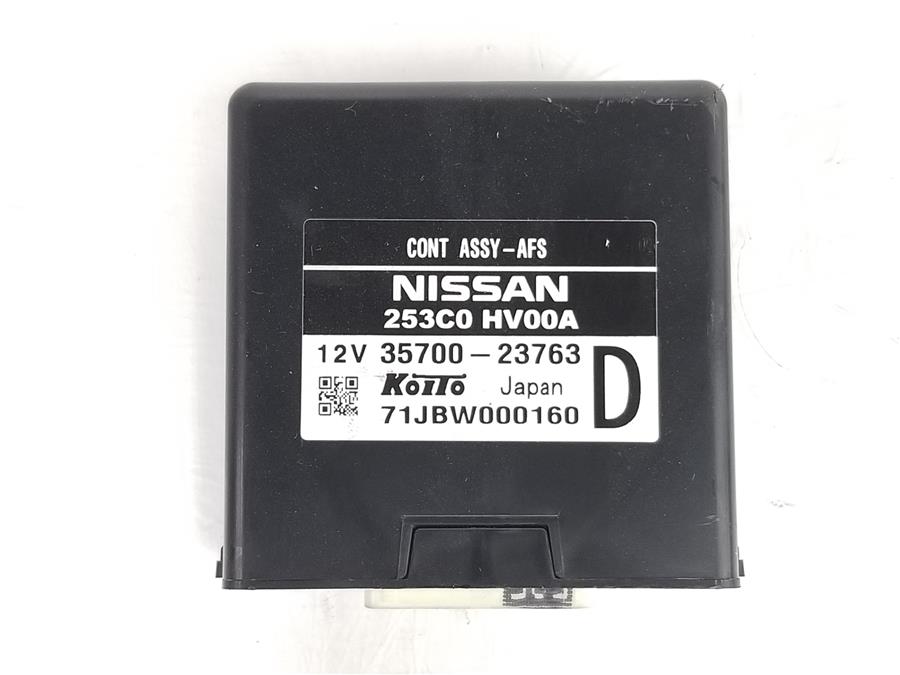 CONT ASSY-AFS
NISSAN
253C0 HV00A
12V 35700-23763
KOITO Japan D
71JBW000160